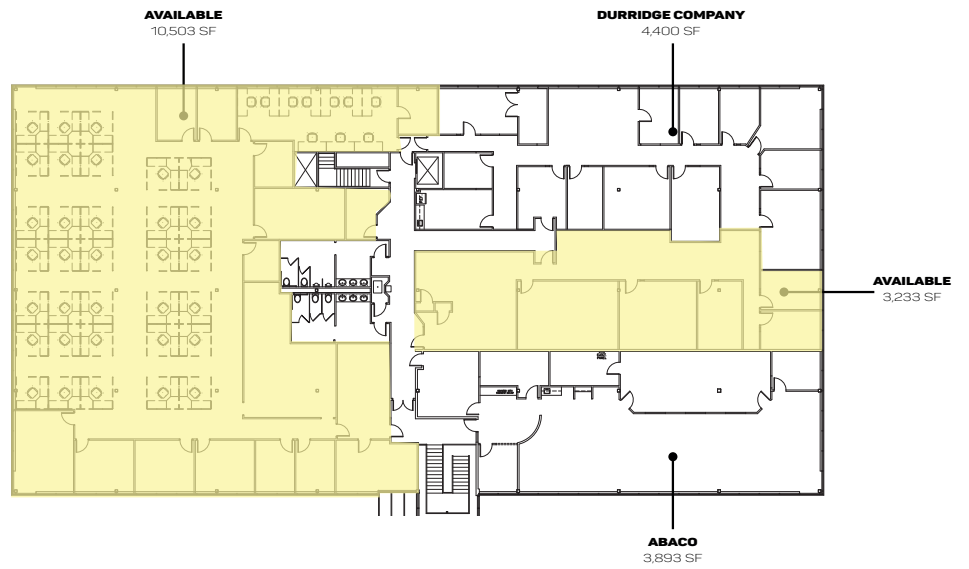 AVAILABLE
10,503 SF
DURRIDGE COMPANY
4,400 SF
AVAILABLE
3,233 SF
ABACO
3,893 SF